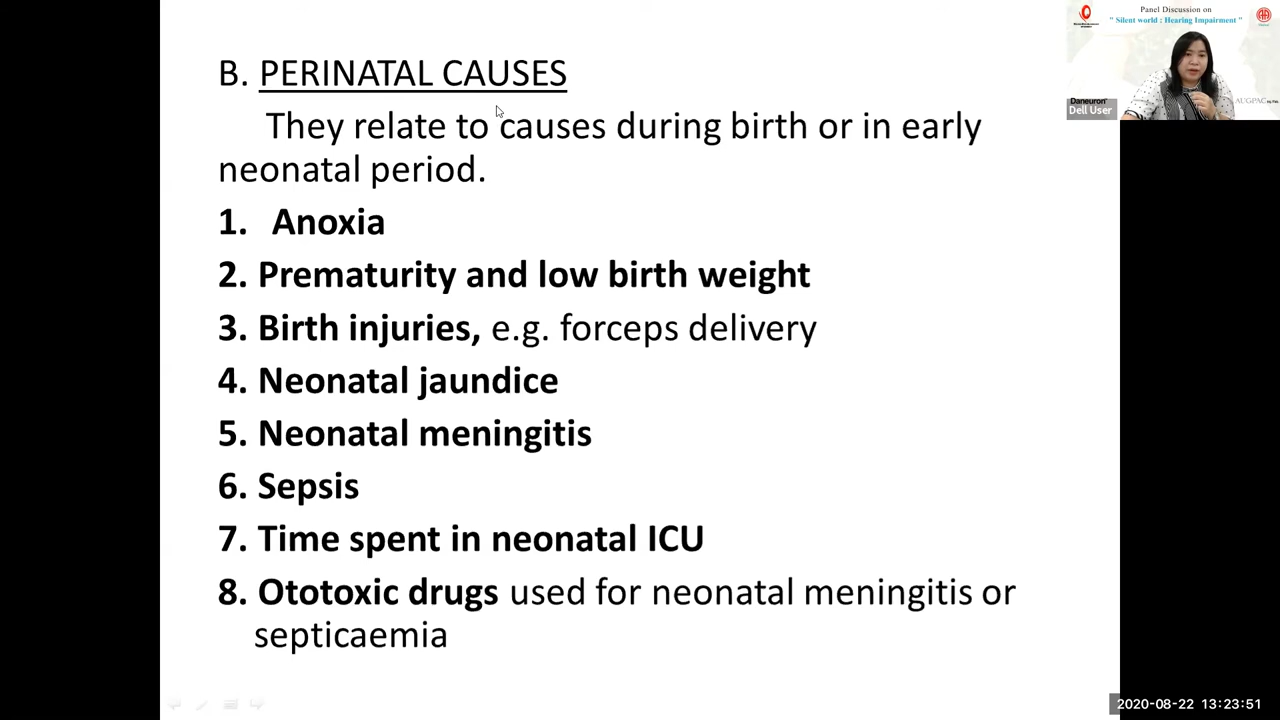 B. PERINATAL CAUSES
They relate to causes during birth or in early
neonatal period.
1. Anoxia
2. Prematurity and low birth weight
3. Birth injuries, e.g. forceps delivery
4. Neonatal jaundice
5. Neonatal meningitis
6. Sepsis
7. Time spent in neonatal ICU
8. Ototoxic drugs used for neonatal meningitis or
septicaemia
Panel Discussion on
" Silent world : Hearing Impairment "
Daneuron
AUGPAC
Dell User
2020-08-22 13:23:51